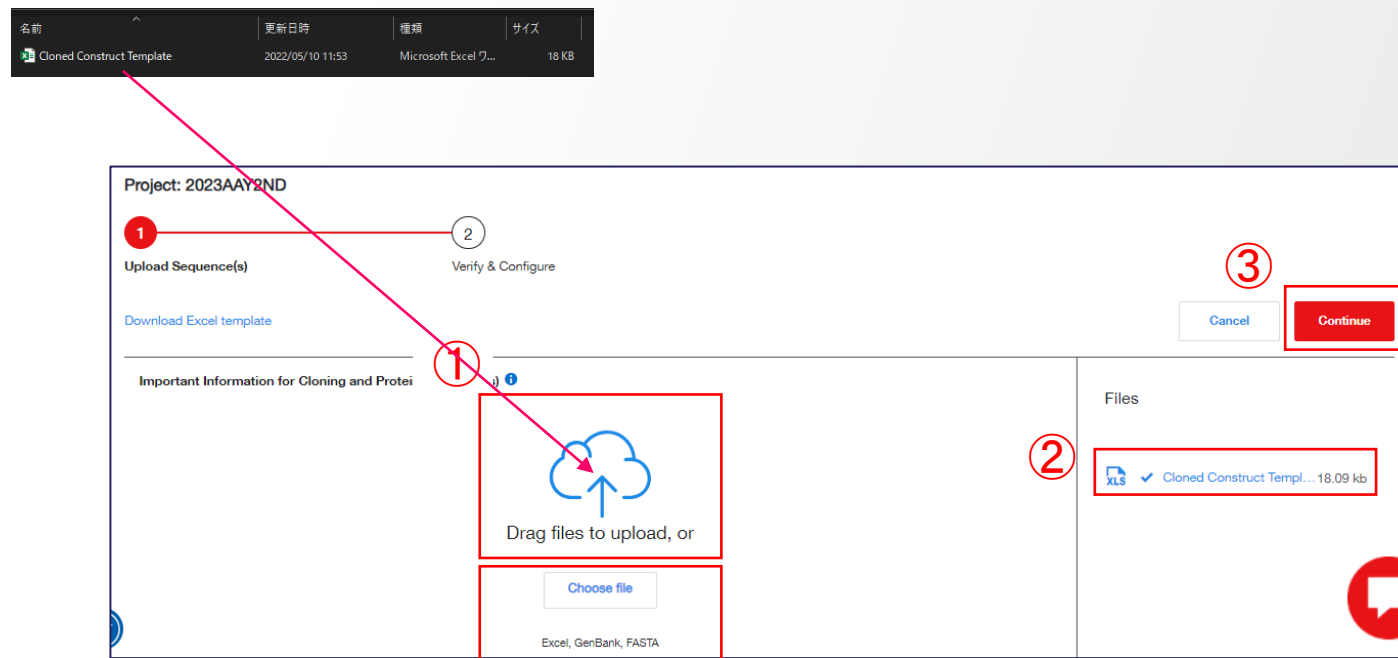 名前 更新日時 種類 サイズ
Cloned Construct Template 2022/05/10 11:53 Microsoft Excel ワ... 18 KB
Project: 2023AAY2ND
1 2
Upload Sequence(s) Verify & Configure
③
Download Excel template Cancel Continue
①
Important Information for Cloning and Protei s)
Files
②
XLS Cloned Construct Templ... 18.09 kb
Drag files to upload, or
Choose file
Excel, GenBank, FASTA